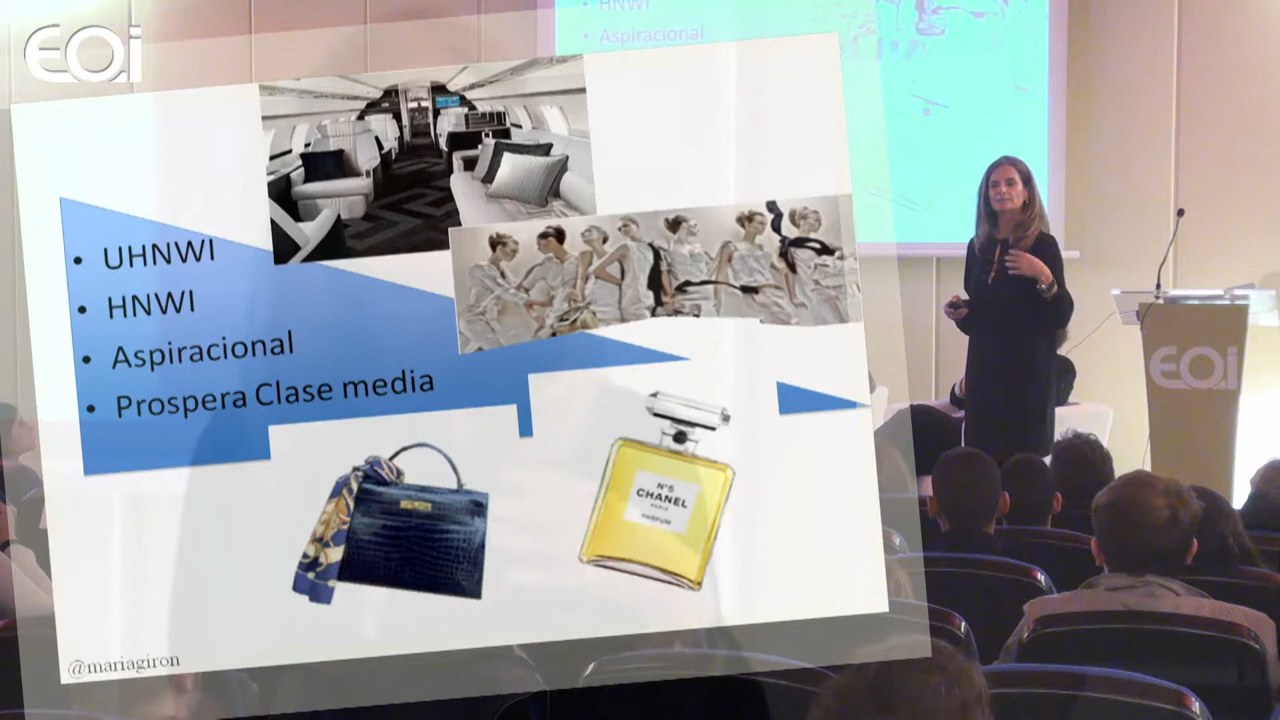 EOi
HNWI
Aspiracional
UHNWI
HNWI
Aspiracional
Prospera Clase media
N°5
CHANEL
PARIS
PARFUM
@mariagiron
EOi